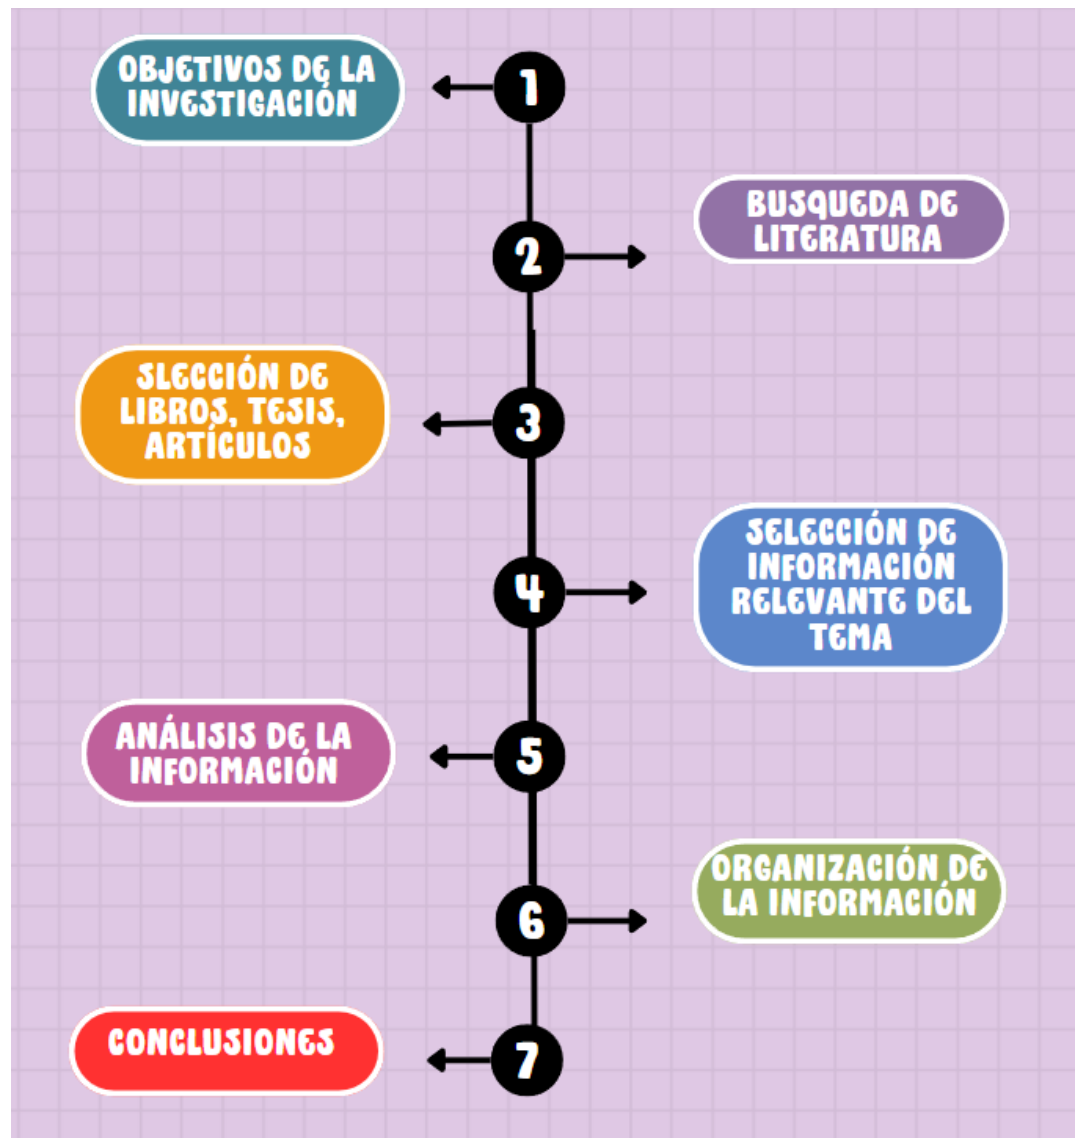 OBJETIVOS DE LA
INVESTIGACIÓN
1
BUSQUEDA DE
LITERATURA
2
SLECCIÓN DE
LIBROS, TESIS,
ARTÍCULOS
3
SELECCIÓN DE
INFORMACIÓN
RELEVANTE DEL
TEMA
4
ANÁLISIS DE LA
INFORMACIÓN
5
ORGANIZACIÓN DE
LA INFORMACIÓN
6
CONCLUSIONES
7